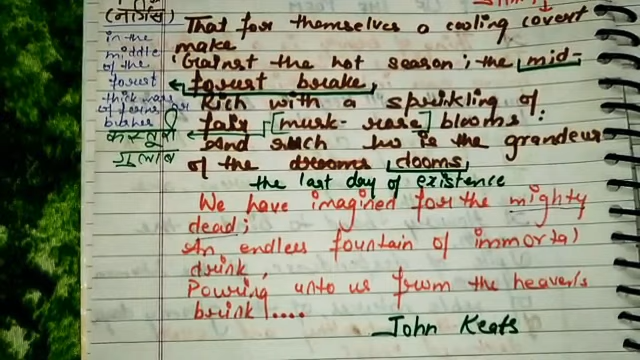 (नर्गिस)
That for themselves a cooling covert
make
'Gainst the hot season; the mid-
forest brake,
Rich with a sprinkling of
fair musk-rose blooms:
And such too is the grandeur
of the dooms
the last day of existence
We have imagined for the mighty
dead;
An endless fountain of immortal
drink,
Pouring unto us from the heaven's
brink....
John Keats
in the
middle
of the
forest
thick mass
of ferns or
bushes
कस्तूरी
गुलाब